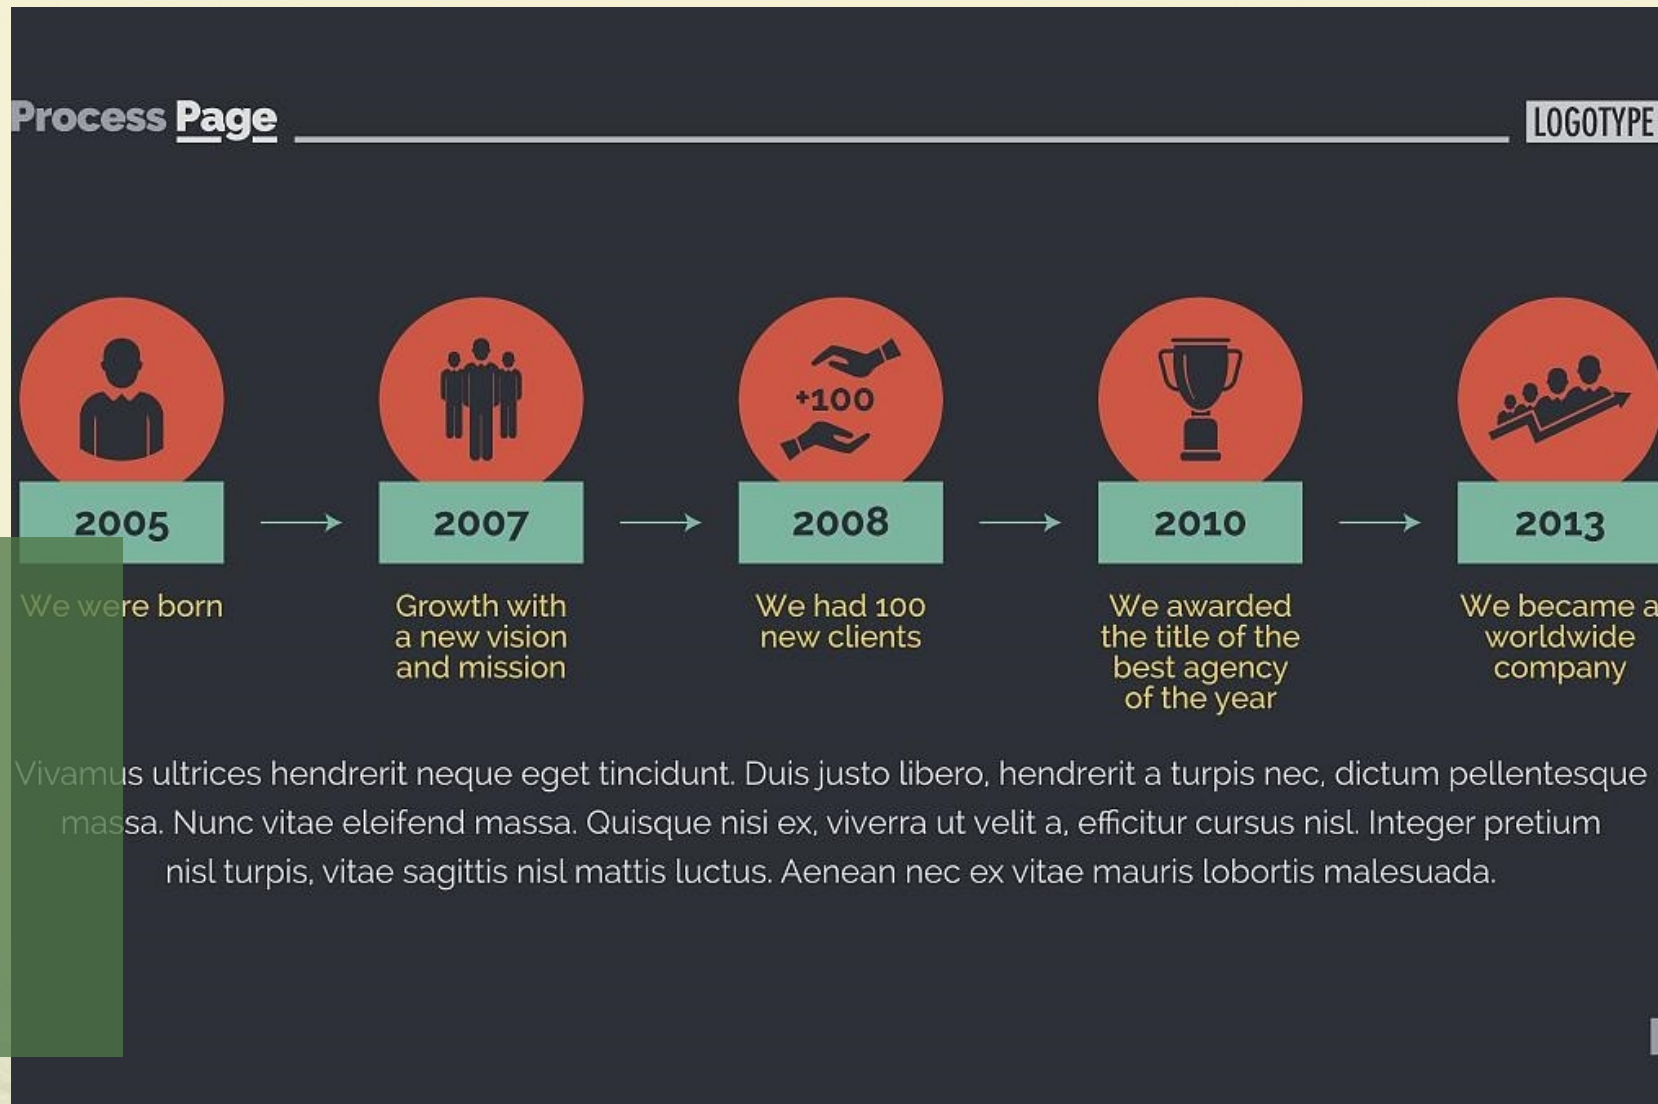 Process Page
LOGOTYPE
+100
2005
2007
2008
2010
2013
We were born
Growth with
a new vision
and mission
We had 100
new clients
We awarded
the title of the
best agency
of the year
We became a
worldwide
company
Vivamus ultrices hendrerit neque eget tincidunt. Duis justo libero, hendrerit a turpis nec, dictum pellentesque
massa. Nunc vitae eleifend massa. Quisque nisi ex, viverra ut velit a, efficitur cursus nisl. Integer pretium
nisl turpis, vitae sagittis nisl mattis luctus. Aenean nec ex vitae mauris lobortis malesuada.